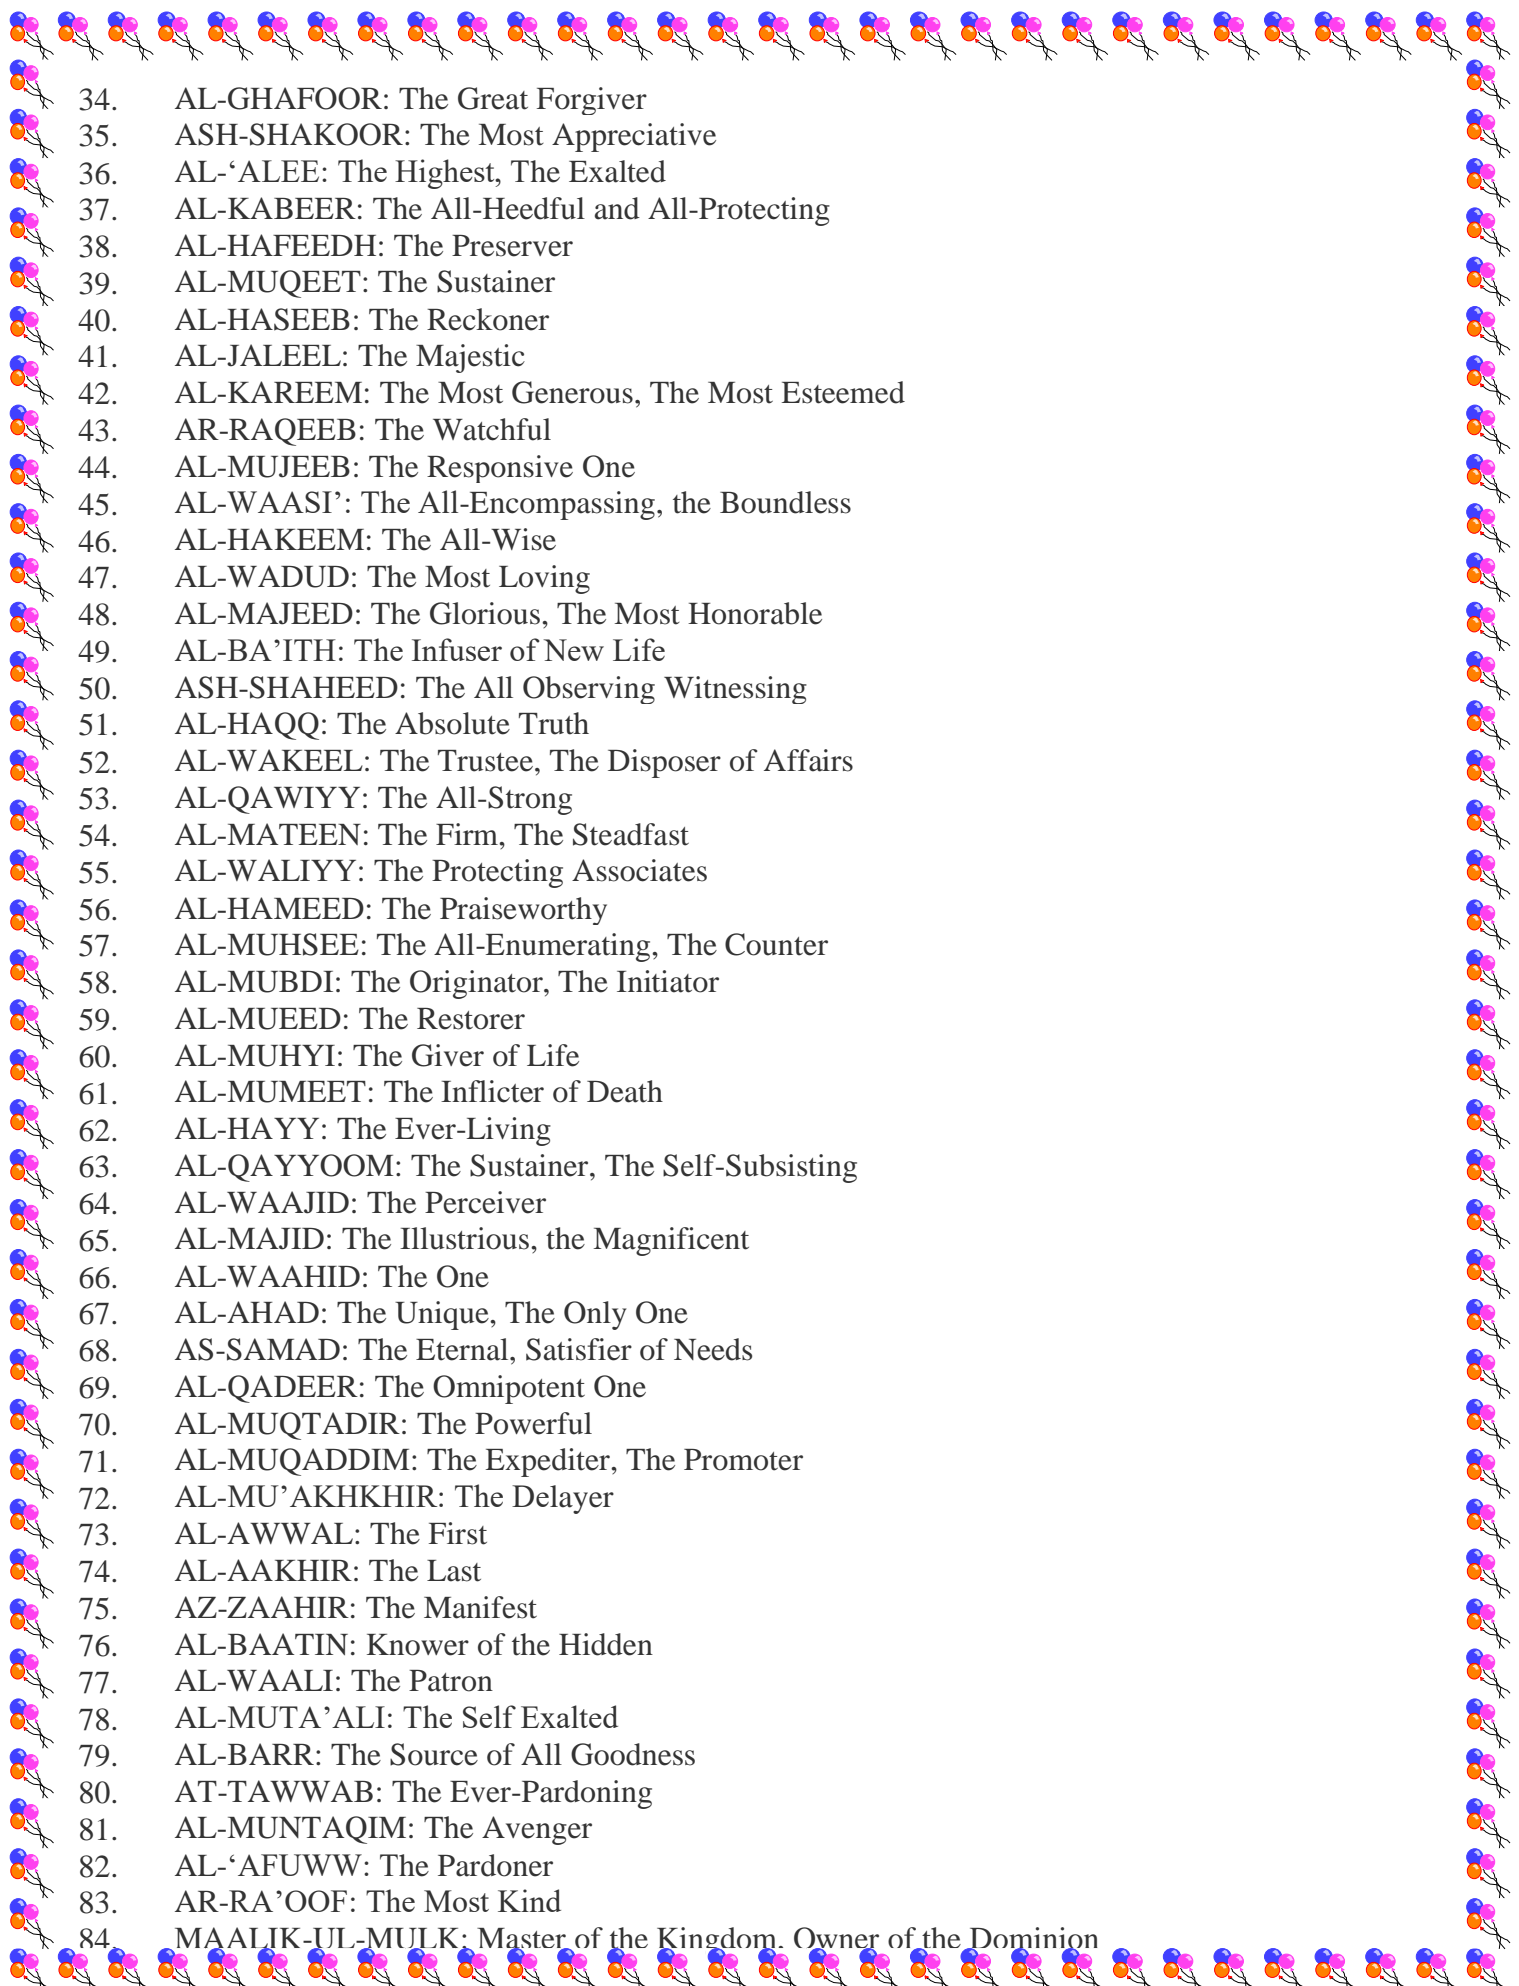 34. AL-GHAFOOR: The Great Forgiver
35. ASH-SHAKOOR: The Most Appreciative
36. AL-‘ALEE: The Highest, The Exalted
37. AL-KABEER: The All-Heedful and All-Protecting
38. AL-HAFEEDH: The Preserver
39. AL-MUQEET: The Sustainer
40. AL-HASEEB: The Reckoner
41. AL-JALEEL: The Majestic
42. AL-KAREEM: The Most Generous, The Most Esteemed
43. AR-RAQEEB: The Watchful
44. AL-MUJEEB: The Responsive One
45. AL-WAASI’: The All-Encompassing, the Boundless
46. AL-HAKEEM: The All-Wise
47. AL-WADUD: The Most Loving
48. AL-MAJEED: The Glorious, The Most Honorable
49. AL-BA’ITH: The Infuser of New Life
50. ASH-SHAHEED: The All Observing Witnessing
51. AL-HAQQ: The Absolute Truth
52. AL-WAKEEL: The Trustee, The Disposer of Affairs
53. AL-QAWIYY: The All-Strong
54. AL-MATEEN: The Firm, The Steadfast
55. AL-WALIYY: The Protecting Associates
56. AL-HAMEED: The Praiseworthy
57. AL-MUHSEE: The All-Enumerating, The Counter
58. AL-MUBDI: The Originator, The Initiator
59. AL-MUEED: The Restorer
60. AL-MUHYI: The Giver of Life
61. AL-MUMEET: The Inflicter of Death
62. AL-HAYY: The Ever-Living
63. AL-QAYYOOM: The Sustainer, The Self-Subsisting
64. AL-WAAJID: The Perceiver
65. AL-MAJID: The Illustrious, the Magnificent
66. AL-WAAHID: The One
67. AL-AHAD: The Unique, The Only One
68. AS-SAMAD: The Eternal, Satisfier of Needs
69. AL-QADEER: The Omnipotent One
70. AL-MUQTADIR: The Powerful
71. AL-MUQADDIM: The Expediter, The Promoter
72. AL-MU’AKHKHIR: The Delayer
73. AL-AWWAL: The First
74. AL-AAKHIR: The Last
75. AZ-ZAAHIR: The Manifest
76. AL-BAATIN: Knower of the Hidden
77. AL-WAALI: The Patron
78. AL-MUTA’ALI: The Self Exalted
79. AL-BARR: The Source of All Goodness
80. AT-TAWWAB: The Ever-Pardoning
81. AL-MUNTAQIM: The Avenger
82. AL-‘AFUWW: The Pardoner
83. AR-RA’OOF: The Most Kind
84. MAALIK-UL-MULK: Master of the Kingdom, Owner of the Dominion